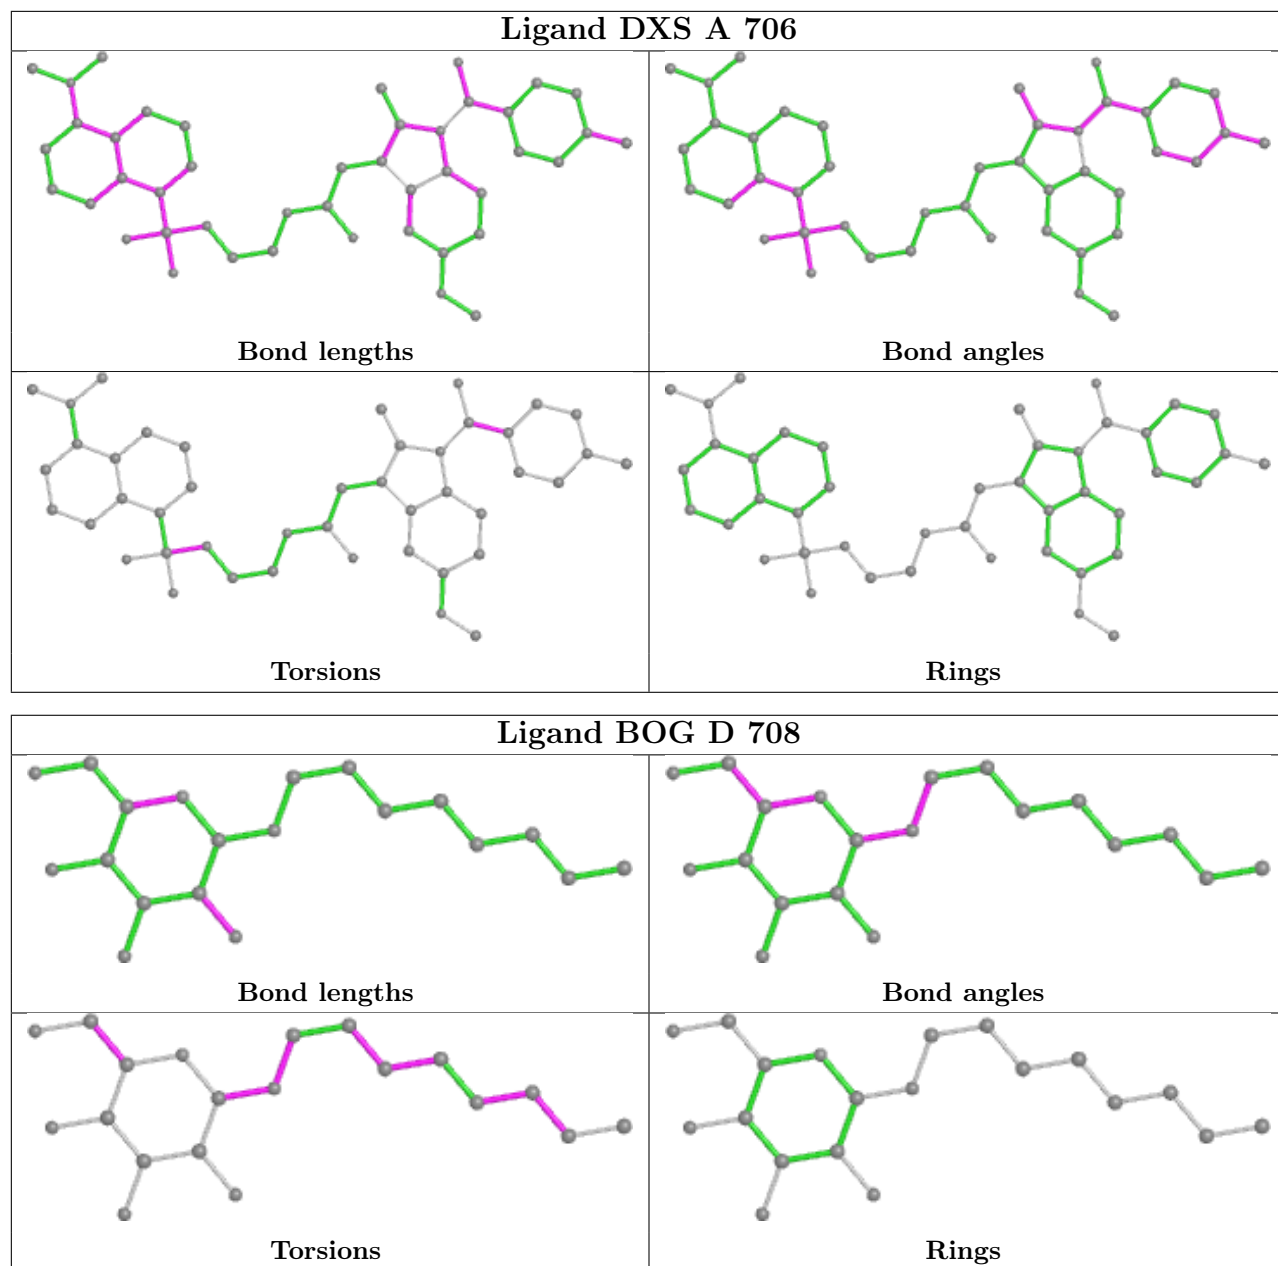 Ligand DXS A 706
Bond lengths
Bond angles
Torsions
Rings
Ligand BOG D 708
Bond lengths
Bond angles
Torsions
Rings